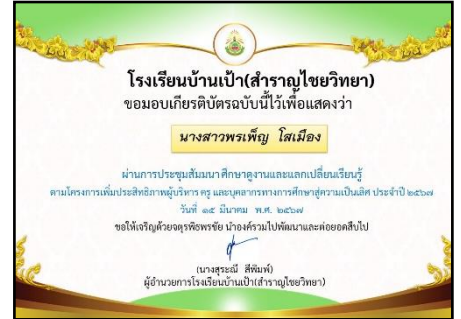 โรงเรียนบ้านเป้า(สำราญไชยวิทยา)
ขอมอบเกียรติบัตรฉบับนี้ไว้เพื่อแสดงว่า
นางสาวพรเพ็ญ โสเมือง
ผ่านการประชุมสัมมนา ศึกษาดูงานและแลกเปลี่ยนเรียนรู้
ตามโครงการเพิ่มประสิทธิภาพผู้บริหาร ครู และบุคลากรทางการศึกษาสู่ความเป็นเลิศ ประจำปี ๒๕๖๗
วันที่ ๑๕ มีนาคม พ.ศ. ๒๕๖๗
ขอให้เจริญด้วยจตุรพิธพรชัย นำองค์รวมไปพัฒนาและต่อยอดสืบไป
(นางสุระณี สีพิมพ์)
ผู้อำนวยการโรงเรียนบ้านเป้า(สำราญไชยวิทยา)